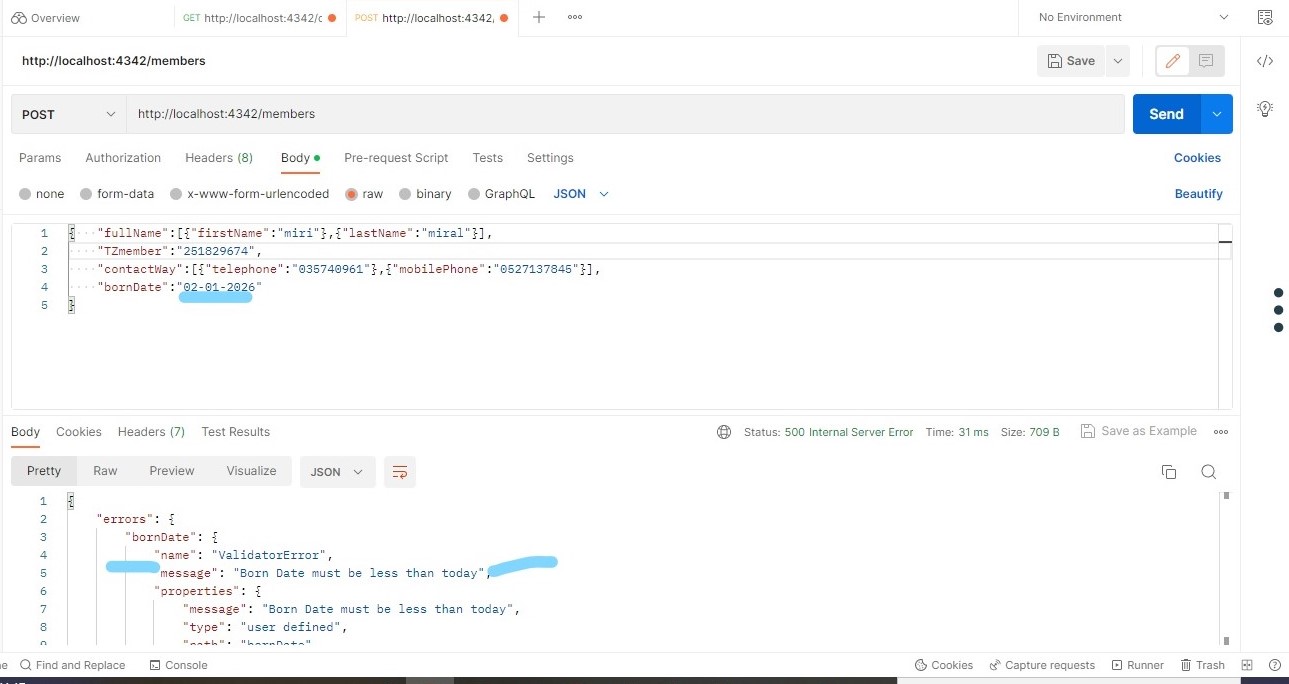 Overview
GET http://localhost:4342/c
POST http://localhost:4342,
No Environment
http://localhost:4342/members
Save
POST
http://localhost:4342/members
Send
Params Authorization Headers (8) Body Pre-request Script Tests Settings Cookies
none form-data x-www-form-urlencoded raw binary GraphQL JSON Beautify
1 { "fullName":[{"firstName":"miri"},{"lastName":"miral"}],
2 "TZmember":"251829674",
3 "contactWay":[{"telephone":"035740961"},{"mobilePhone":"0527137845"}],
4 "bornDate":"02-01-2026"
5 }
Body Cookies Headers (7) Test Results Status: 500 Internal Server Error Time: 31 ms Size: 709 B Save as Example
Pretty Raw Preview Visualize JSON
1 {
2 "errors": {
3 "bornDate": {
4 "name": "ValidatorError",
5 message": "Born Date must be less than today",
6 "properties": {
7 "message": "Born Date must be less than today",
8 "type": "user defined",
9 "path": "bornDate"
Find and Replace Console Cookies Capture requests Runner Trash